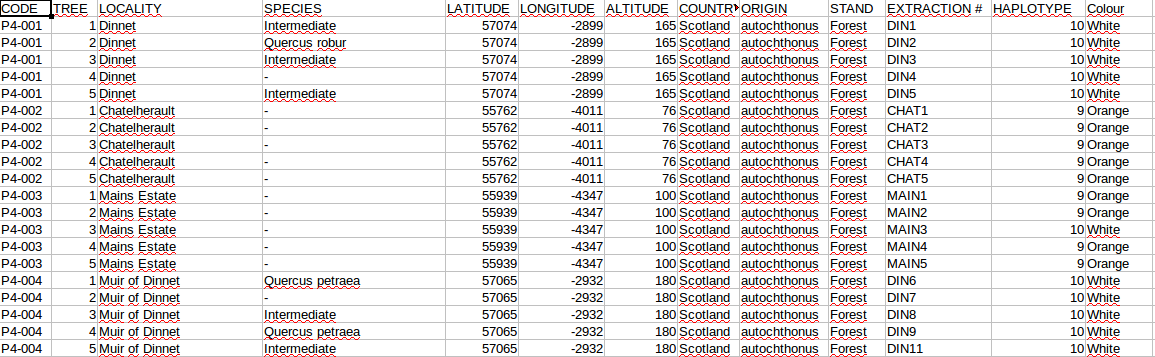 CODE TREE LOCALITY SPECIES LATITUDE LONGITUDE ALTITUDE COUNTR ORIGIN STAND EXTRACTION # HAPLOTYPE Colour
P4-001 1 Dinnet Intermediate 57074 -2899 165 Scotland autochthonus Forest DIN1 10 White
P4-001 2 Dinnet Quercus robur 57074 -2899 165 Scotland autochthonus Forest DIN2 10 White
P4-001 3 Dinnet Intermediate 57074 -2899 165 Scotland autochthonus Forest DIN3 10 White
P4-001 4 Dinnet - 57074 -2899 165 Scotland autochthonus Forest DIN4 10 White
P4-001 5 Dinnet Intermediate 57074 -2899 165 Scotland autochthonus Forest DIN5 10 White
P4-002 1 Chatelherault - 55762 -4011 76 Scotland autochthonus Forest CHAT1 9 Orange
P4-002 2 Chatelherault - 55762 -4011 76 Scotland autochthonus Forest CHAT2 9 Orange
P4-002 3 Chatelherault - 55762 -4011 76 Scotland autochthonus Forest CHAT3 9 Orange
P4-002 4 Chatelherault - 55762 -4011 76 Scotland autochthonus Forest CHAT4 9 Orange
P4-002 5 Chatelherault - 55762 -4011 76 Scotland autochthonus Forest CHAT5 9 Orange
P4-003 1 Mains Estate - 55939 -4347 100 Scotland autochthonus Forest MAIN1 9 Orange
P4-003 2 Mains Estate - 55939 -4347 100 Scotland autochthonus Forest MAIN2 9 Orange
P4-003 3 Mains Estate - 55939 -4347 100 Scotland autochthonus Forest MAIN3 10 White
P4-003 4 Mains Estate - 55939 -4347 100 Scotland autochthonus Forest MAIN4 9 Orange
P4-003 5 Mains Estate - 55939 -4347 100 Scotland autochthonus Forest MAIN5 9 Orange
P4-004 1 Muir of Dinnet Quercus petraea 57065 -2932 180 Scotland autochthonus Forest DIN6 10 White
P4-004 2 Muir of Dinnet - 57065 -2932 180 Scotland autochthonus Forest DIN7 10 White
P4-004 3 Muir of Dinnet Intermediate 57065 -2932 180 Scotland autochthonus Forest DIN8 10 White
P4-004 4 Muir of Dinnet Quercus petraea 57065 -2932 180 Scotland autochthonus Forest DIN9 10 White
P4-004 5 Muir of Dinnet Intermediate 57065 -2932 180 Scotland autochthonus Forest DIN11 10 White